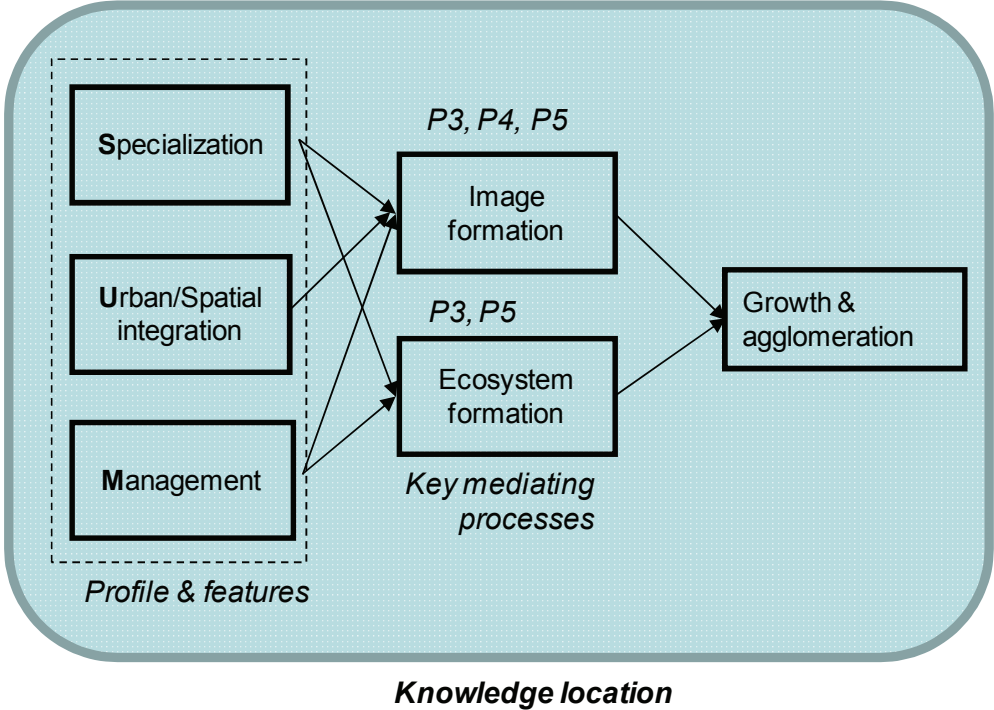 Specialization
Urban/Spatial
integration
Management
Profile & features
P3, P4, P5
Image
formation
P3, P5
Ecosystem
formation
Key mediating
processes
Growth &
agglomeration
Knowledge location